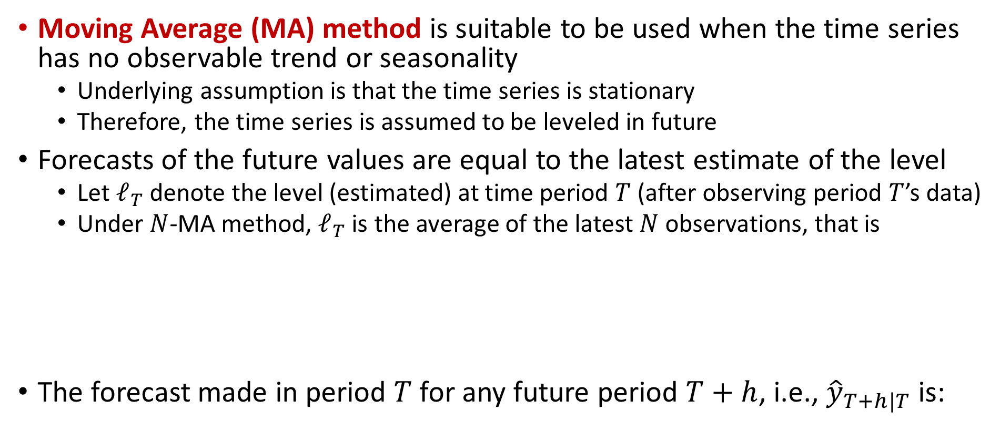 • Moving Average (MA) method is suitable to be used when the time series
has no observable trend or seasonality
• Underlying assumption is that the time series is stationary
• Therefore, the time series is assumed to be leveled in future
• Forecasts of the future values are equal to the latest estimate of the level
• Let ℓ_T denote the level (estimated) at time period T (after observing period T’s data)
• Under N-MA method, ℓ_T is the average of the latest N observations, that is
• The forecast made in period T for any future period T + h, i.e., ŷ_{T+h|T} is: